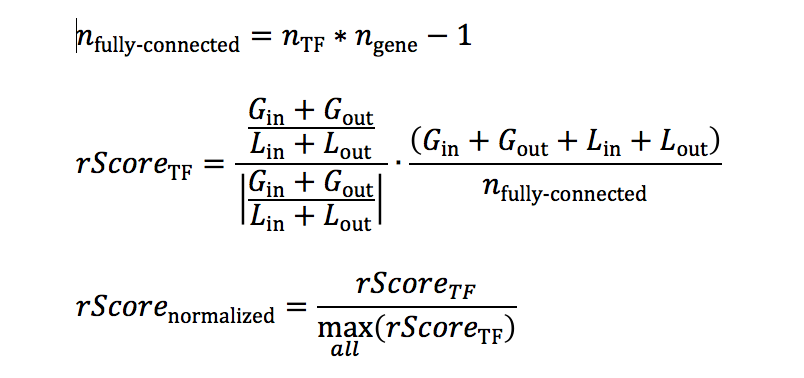 n_fully-connected = n_TF * n_gene − 1
rScore_TF = ((G_in + G_out)/(L_in + L_out))/(|(G_in + G_out)/(L_in + L_out)|) · (G_in + G_out + L_in + L_out)/n_fully-connected
rScore_normalized = rScore_TF/(max_all(rScore_TF))